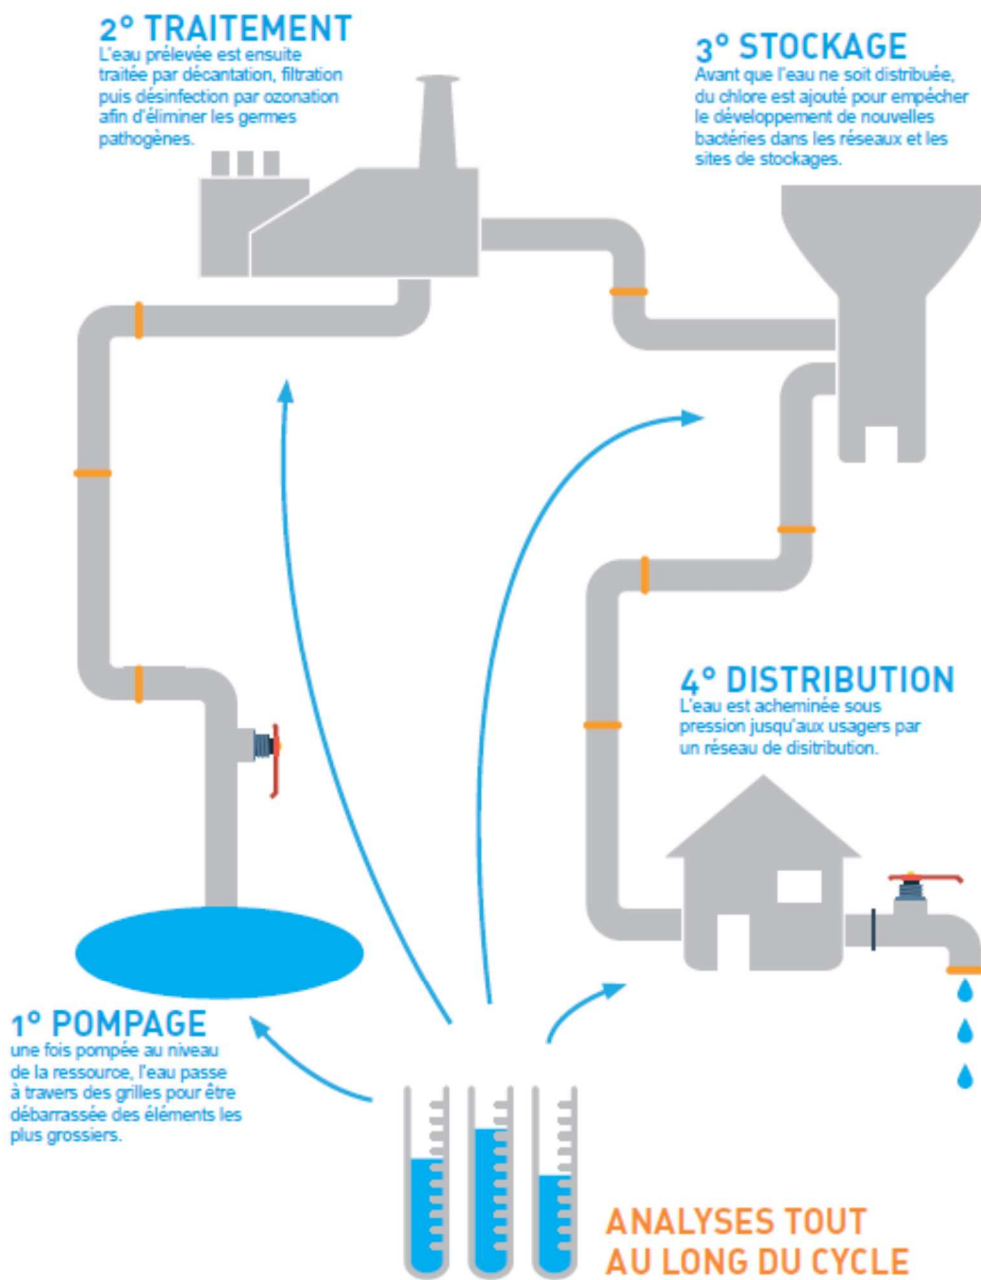 2° TRAITEMENT
L'eau prélevée est ensuite
traitée par décantation, filtration
puis désinfection par ozonation
afin d'éliminer les germes
pathogènes.
3° STOCKAGE
Avant que l'eau ne soit distribuée,
du chlore est ajouté pour empécher
le développement de nouvelles
bactéries dans les réseaux et les
sites de stockages.
4° DISTRIBUTION
L'eau est acheminée sous
pression jusqu'aux usagers par
un réseau de disitribution.
1° POMPAGE
une fois pompée au niveau
de la ressource, l'eau passe
à travers des grilles pour être
débarrassée des éléments les
plus grossiers.
ANALYSES TOUT
AU LONG DU CYCLE